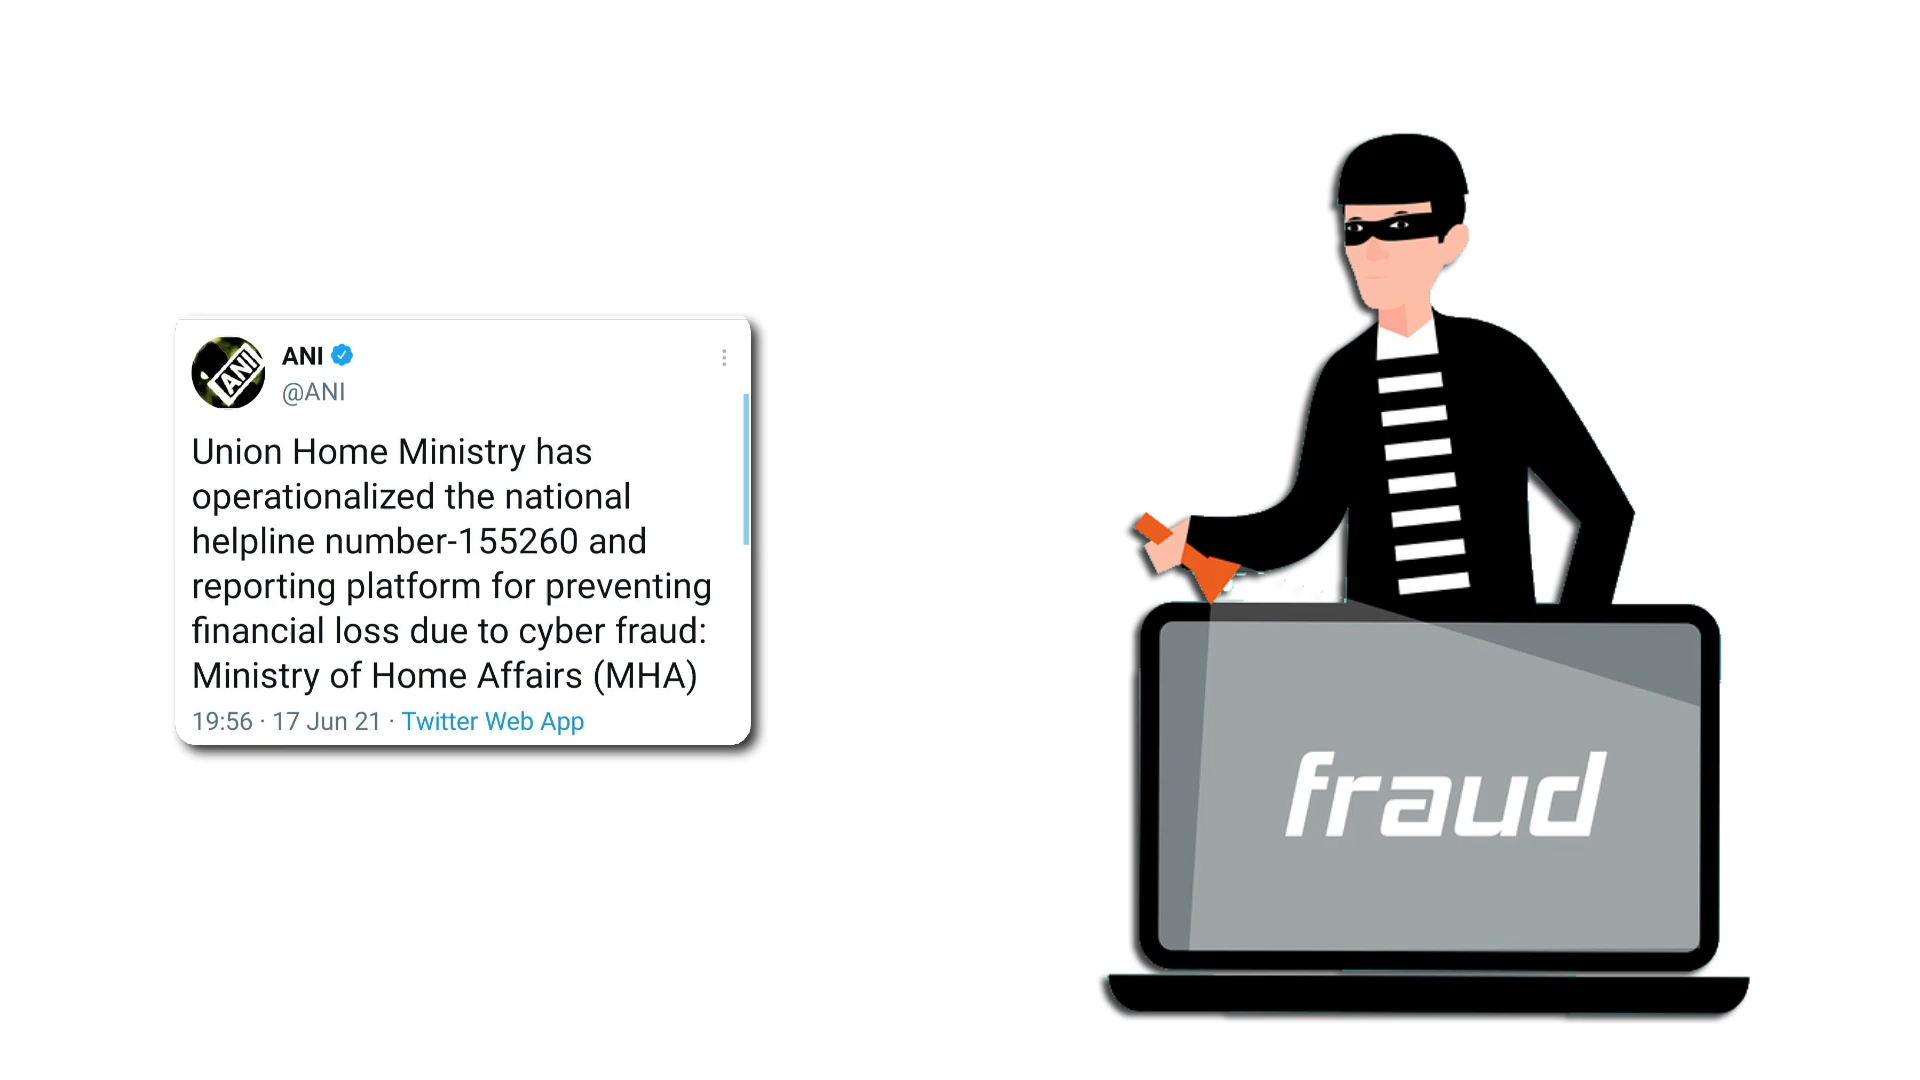 ANI
ANI
@ANI
Union Home Ministry has
operationalized the national
helpline number-155260 and
reporting platform for preventing
financial loss due to cyber fraud:
Ministry of Home Affairs (MHA)
19:56 · 17 Jun 21 · Twitter Web App
fraud